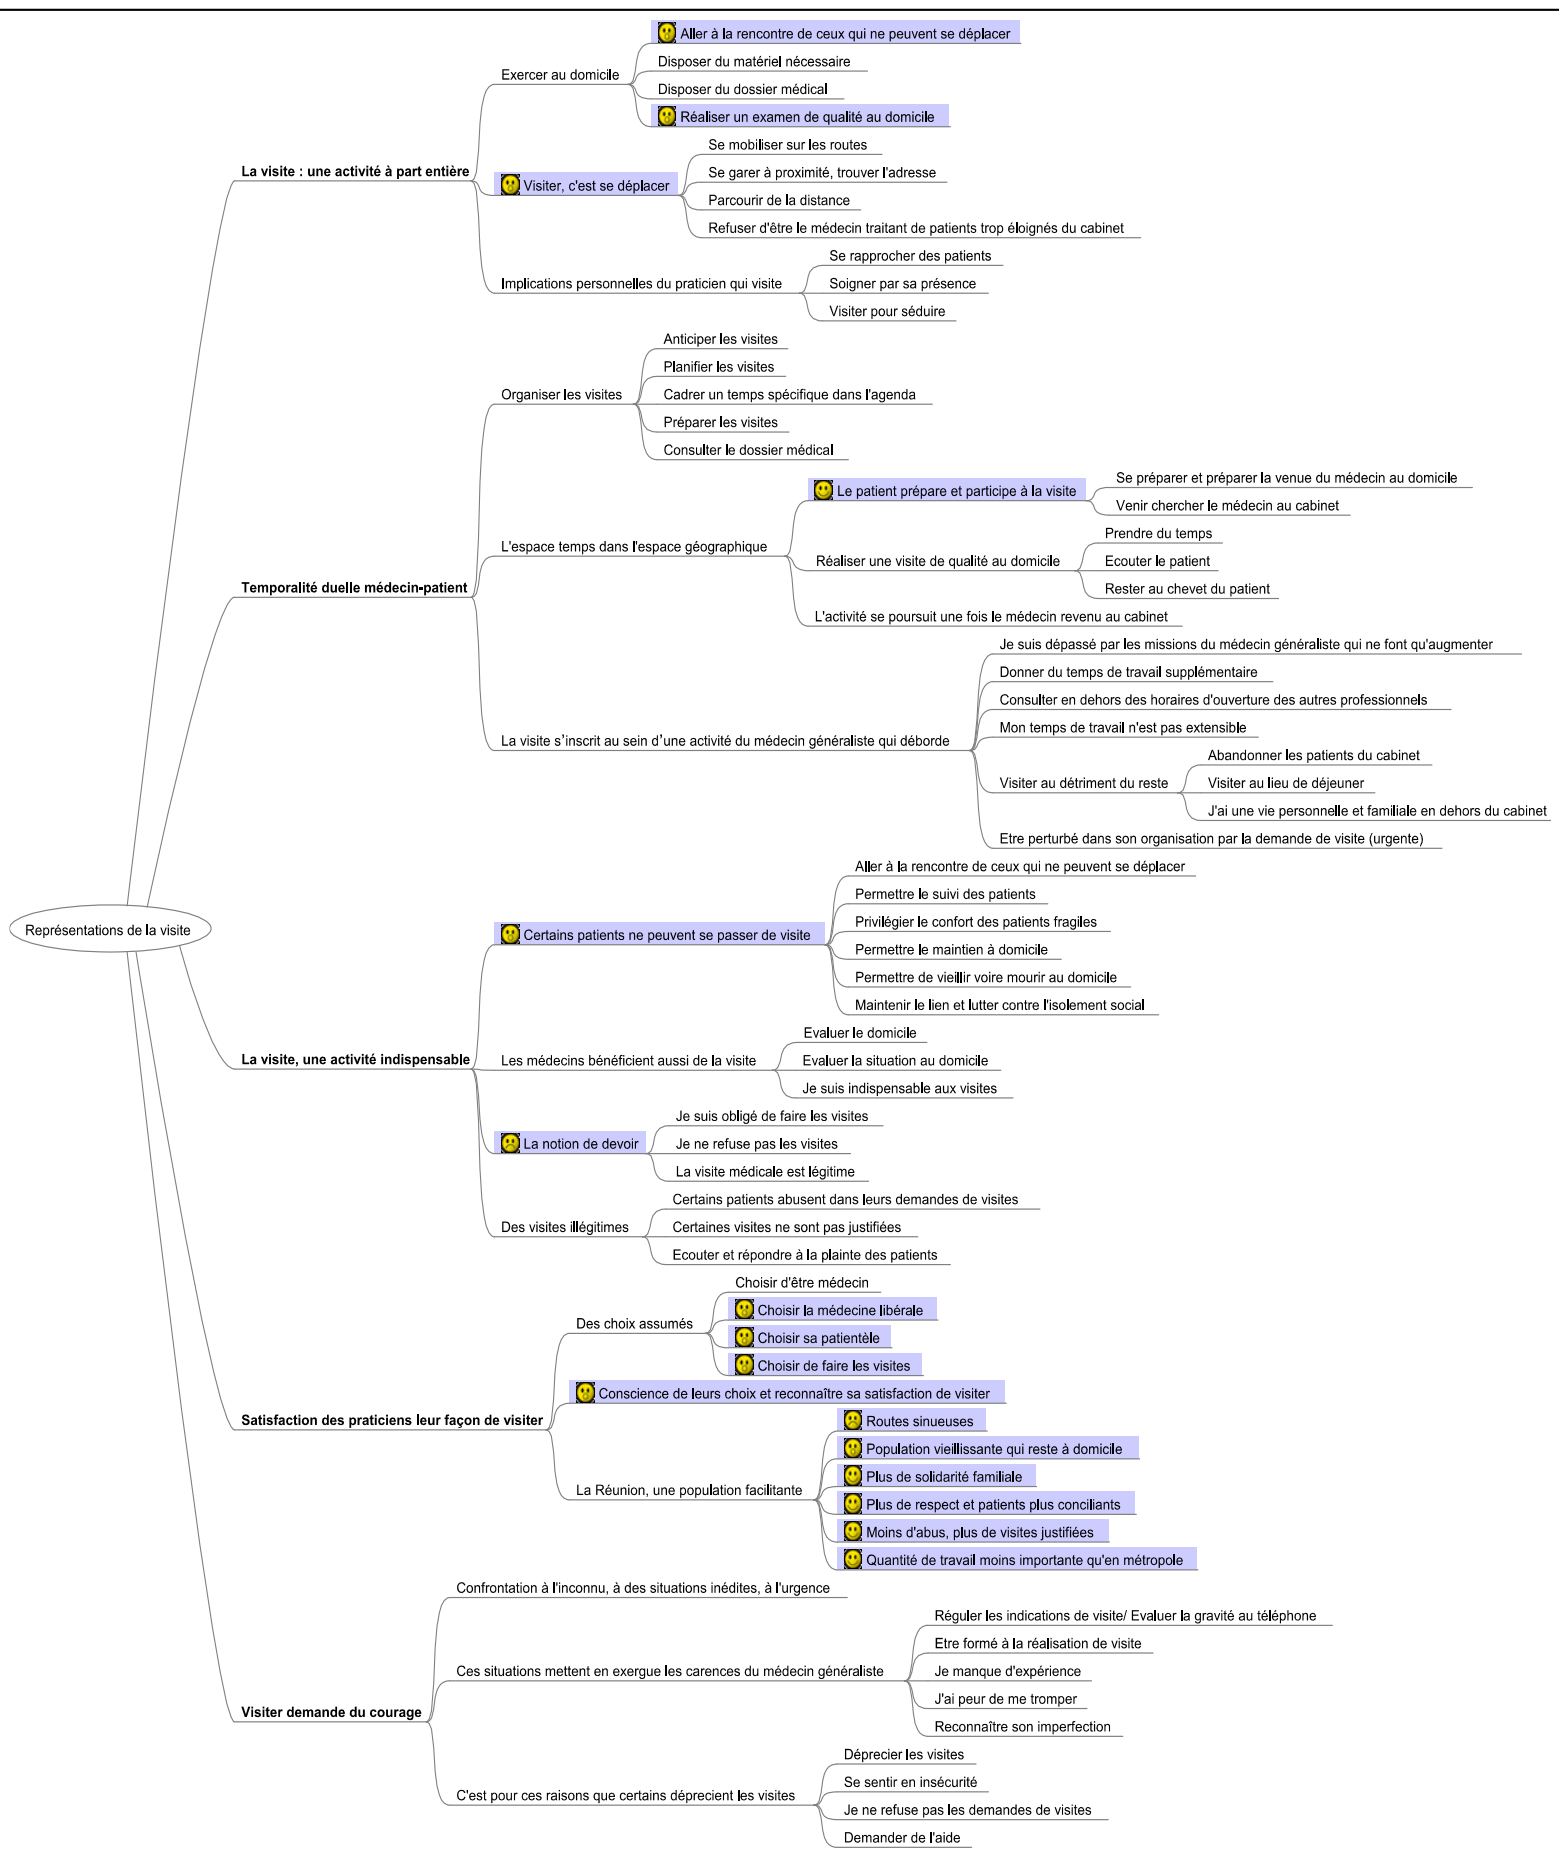 Aller à la rencontre de ceux qui ne peuvent se déplacer
Disposer du matériel nécessaire
Exercer au domicile
Disposer du dossier médical
Réaliser un examen de qualité au domicile
Se mobiliser sur les routes
La visite : une activité à part entière
Visiter, c'est se déplacer
Se garer à proximité, trouver l'adresse
Parcourir de la distance
Refuser d'être le médecin traitant de patients trop éloignés du cabinet
Se rapprocher des patients
Implications personnelles du praticien qui visite
Soigner par sa présence
Visiter pour séduire
Anticiper les visites
Planifier les visites
Organiser les visites
Cadrer un temps spécifique dans l'agenda
Préparer les visites
Consulter le dossier médical
Le patient prépare et participe à la visite
Se préparer et préparer la venue du médecin au domicile
Venir chercher le médecin au cabinet
L'espace temps dans l'espace géographique
Réaliser une visite de qualité au domicile
Prendre du temps
Ecouter le patient
Rester au chevet du patient
Temporalité duelle médecin-patient
L'activité se poursuit une fois le médecin revenu au cabinet
Je suis dépassé par les missions du médecin généraliste qui ne font qu'augmenter
Donner du temps de travail supplémentaire
Consulter en dehors des horaires d'ouverture des autres professionnels
Mon temps de travail n'est pas extensible
La visite s’inscrit au sein d’une activité du médecin généraliste qui déborde
Abandonner les patients du cabinet
Visiter au détriment du reste
Visiter au lieu de déjeuner
J'ai une vie personnelle et familiale en dehors du cabinet
Etre perturbé dans son organisation par la demande de visite (urgente)
Représentations de la visite
Aller à la rencontre de ceux qui ne peuvent se déplacer
Permettre le suivi des patients
Privilégier le confort des patients fragiles
Certains patients ne peuvent se passer de visite
Permettre le maintien à domicile
Permettre de vieillir voire mourir au domicile
Maintenir le lien et lutter contre l'isolement social
Evaluer le domicile
La visite, une activité indispensable
Les médecins bénéficient aussi de la visite
Evaluer la situation au domicile
Je suis indispensable aux visites
Je suis obligé de faire les visites
La notion de devoir
Je ne refuse pas les visites
La visite médicale est légitime
Certains patients abusent dans leurs demandes de visites
Des visites illégitimes
Certaines visites ne sont pas justifiées
Ecouter et répondre à la plainte des patients
Choisir d'être médecin
Choisir la médecine libérale
Des choix assumés
Choisir sa patientèle
Choisir de faire les visites
Conscience de leurs choix et reconnaître sa satisfaction de visiter
Satisfaction des praticiens leur façon de visiter
Routes sinueuses
Population vieillissante qui reste à domicile
Plus de solidarité familiale
La Réunion, une population facilitante
Plus de respect et patients plus conciliants
Moins d'abus, plus de visites justifiées
Quantité de travail moins importante qu'en métropole
Confrontation à l'inconnu, à des situations inédites, à l'urgence
Réguler les indications de visite/ Evaluer la gravité au téléphone
Etre formé à la réalisation de visite
Ces situations mettent en exergue les carences du médecin généraliste
Je manque d'expérience
J'ai peur de me tromper
Reconnaître son imperfection
Visiter demande du courage
Déprecier les visites
Se sentir en insécurité
C'est pour ces raisons que certains déprecient les visites
Je ne refuse pas les demandes de visites
Demander de l'aide